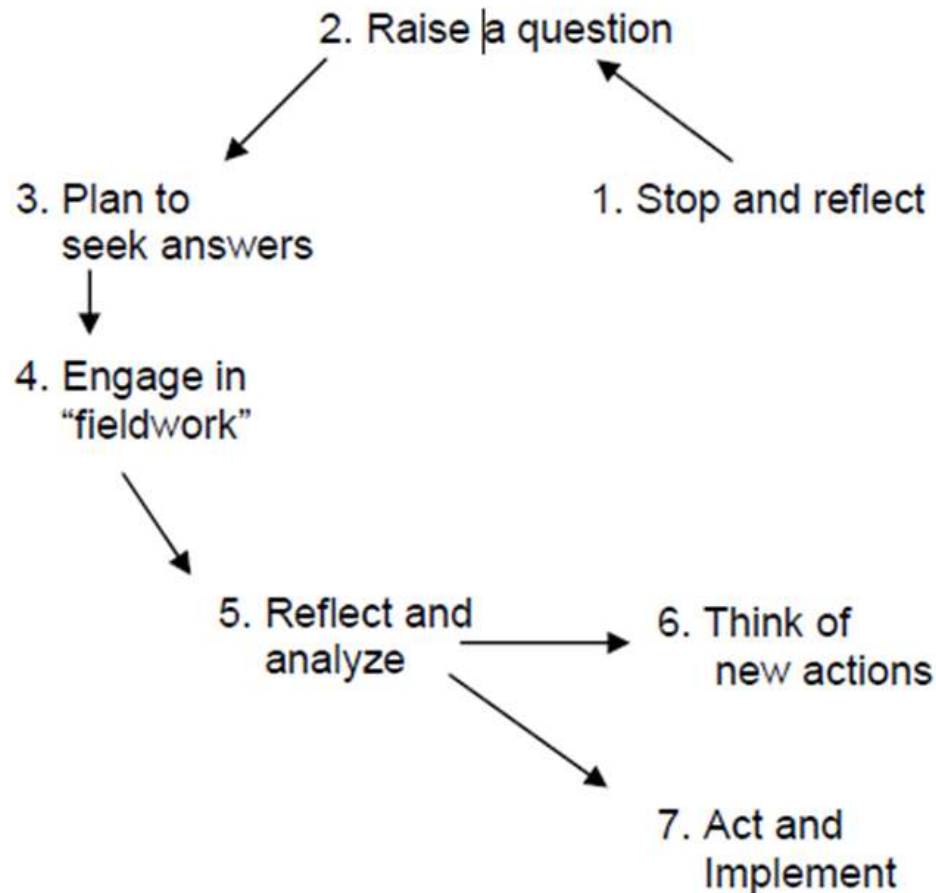 2. Raise a question
1. Stop and reflect
3. Plan to
seek answers
4. Engage in
“fieldwork”
5. Reflect and
analyze
6. Think of
new actions
7. Act and
Implement